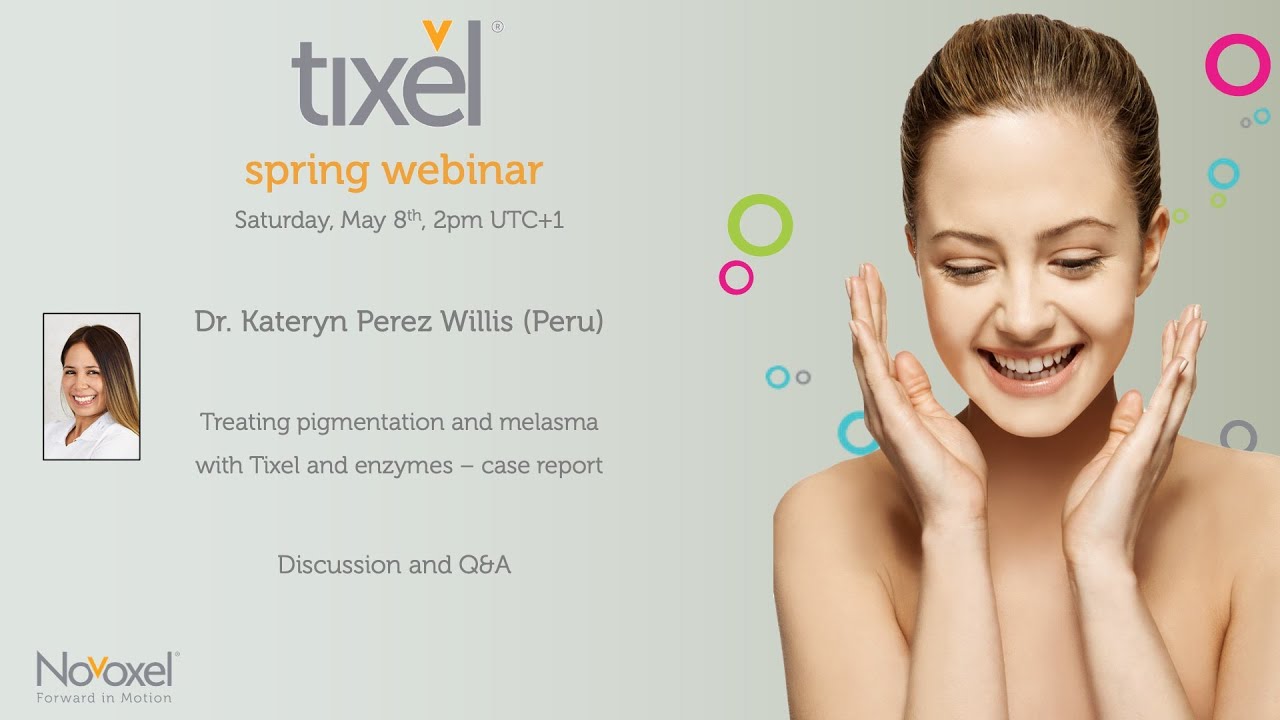 tixel®
spring webinar
Saturday, May 8th, 2pm UTC+1
Dr. Kateryn Perez Willis (Peru)
Treating pigmentation and melasma
with Tixel and enzymes – case report
Discussion and Q&A
Novoxel®
Forward in Motion